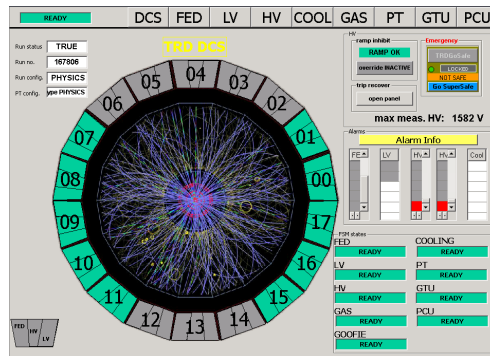 READY DCS FED LV HV COOL GAS PT GTU PCU
Run status TRUE
Run no. 167806
Run config. PHYSICS
PT config. ype PHYSICS
TRD DCS
04
03
02
01
00
17
16
15
14
13
12
11
10
09
08
07
06
05
FED HV LV
HV
ramp inhibit
RAMP OK
override INACTIVE
trip recover
open panel
Emergency
TRDGoSafe
LOCKED
NOT SAFE
Go SuperSafe
max meas. HV: 1582 V
Alarms
Alarm Info
FE LV HV HV Cool
FSM states
FED READY
COOLING READY
LV READY
PT READY
HV READY
GTU READY
GAS READY
PCU READY
GOOFIE READY